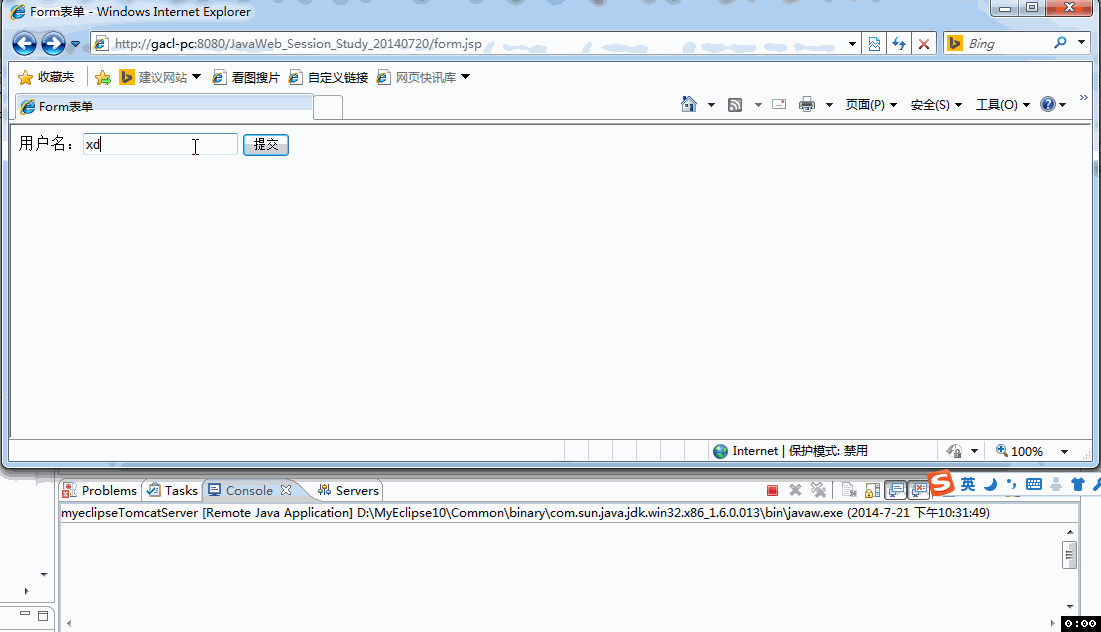 Form表单 - Windows Internet Explorer
http://gacl-pc:8080/JavaWeb_Session_Study_20140720/form.jsp
Bing
收藏夹 建议网站 看图搜片 自定义链接 网页快讯库
Form表单
页面(P) 安全(S) 工具(O)
用户名：xd 提交
Internet | 保护模式: 禁用
100%
Problems Tasks Console Servers
英
myeclipseTomcatServer [Remote Java Application] D:\MyEclipse10\Common\binary\com.sun.java.jdk.win32.x86_1.6.0.013\bin\javaw.exe (2014-7-21 下午10:31:49)
0:00